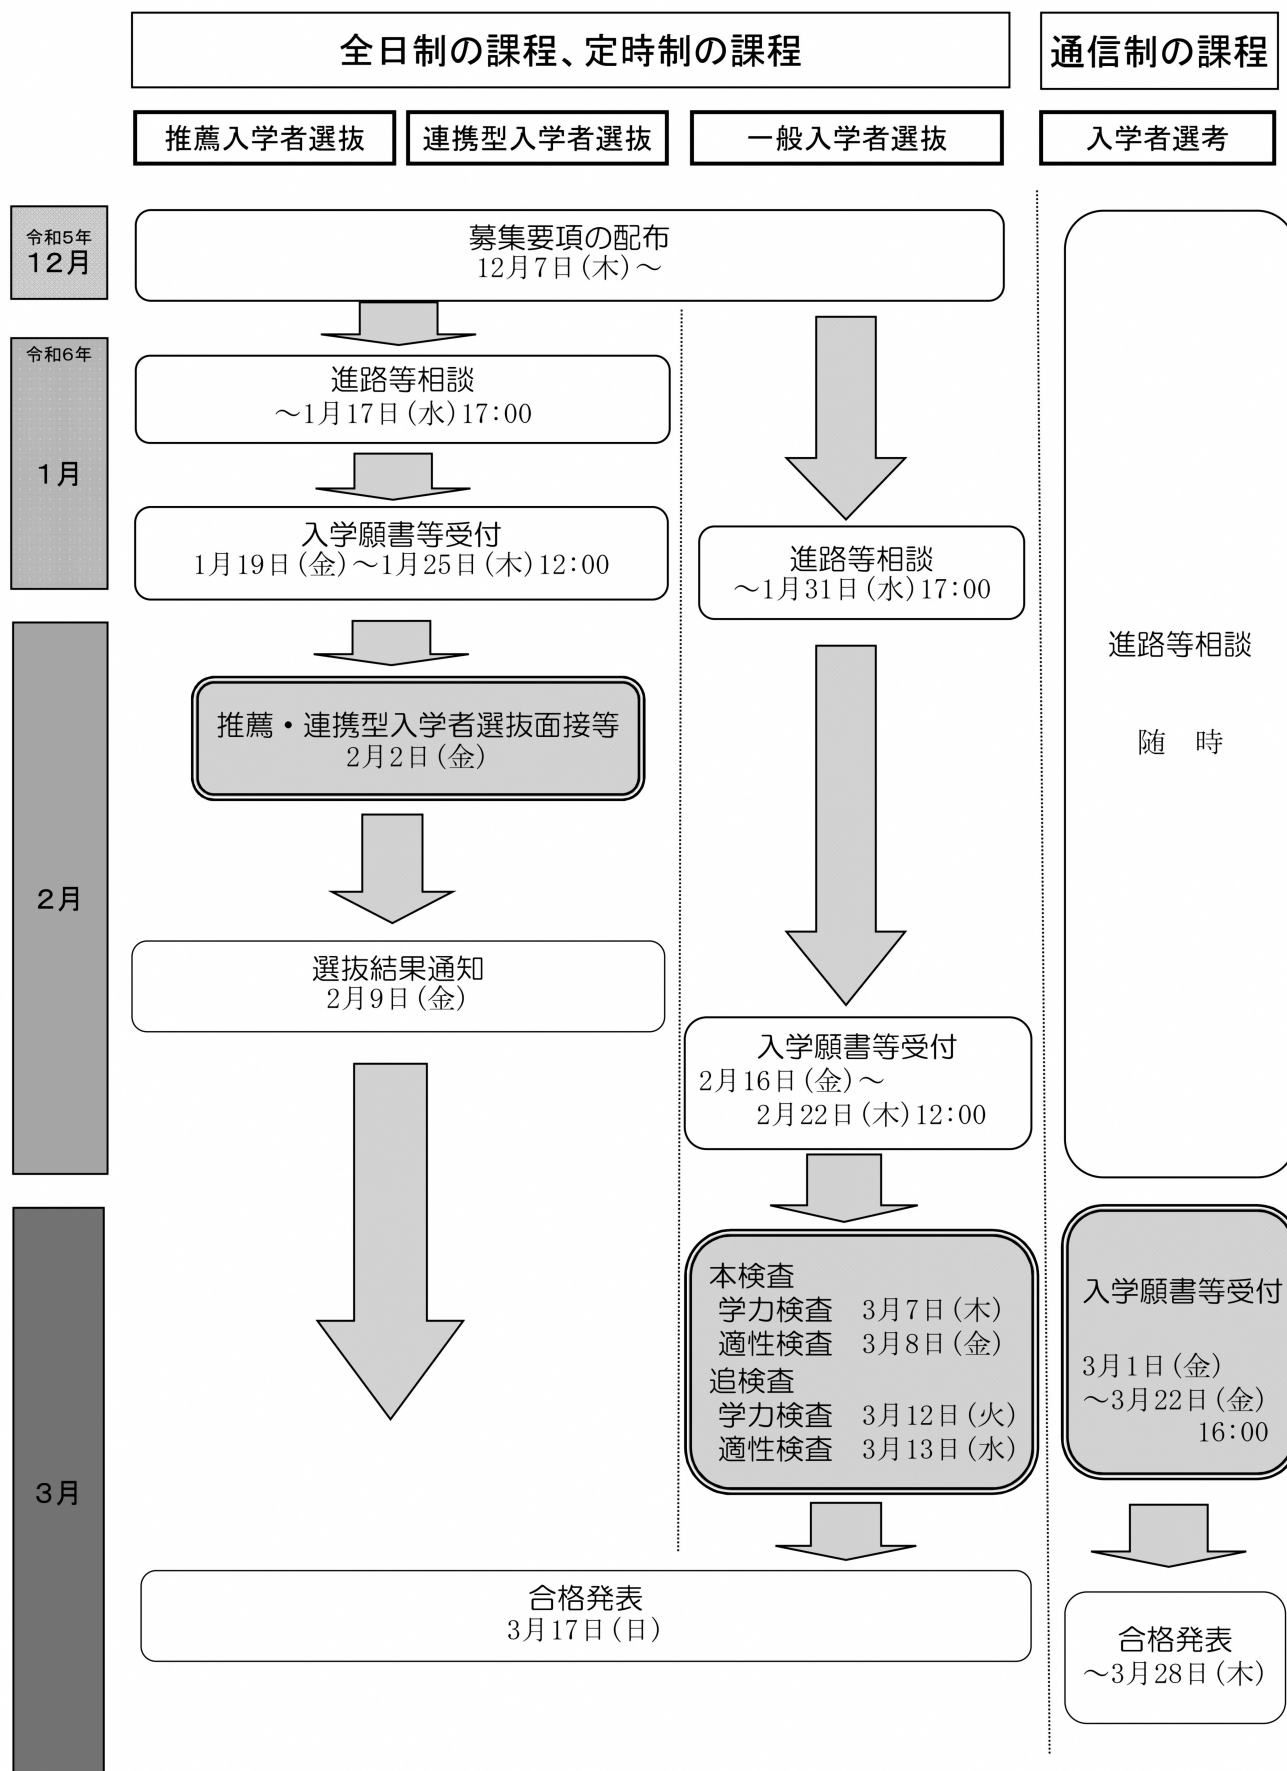 全日制の課程、定時制の課程
通信制の課程
推薦入学者選抜
連携型入学者選抜
一般入学者選抜
入学者選考
令和5年
12月
募集要項の配布
12月7日(木)～
令和6年
1月
進路等相談
～1月17日(水)17:00
入学願書等受付
1月19日(金)～1月25日(木)12:00
進路等相談
～1月31日(水)17:00
進路等相談
随　時
2月
推薦・連携型入学者選抜面接等
2月2日(金)
選抜結果通知
2月9日(金)
入学願書等受付
2月16日(金)～
2月22日(木)12:00
3月
本検査
学力検査　3月7日(木)
適性検査　3月8日(金)
追検査
学力検査　3月12日(火)
適性検査　3月13日(水)
入学願書等受付
3月1日(金)
～3月22日(金)
16:00
合格発表
3月17日(日)
合格発表
～3月28日(木)